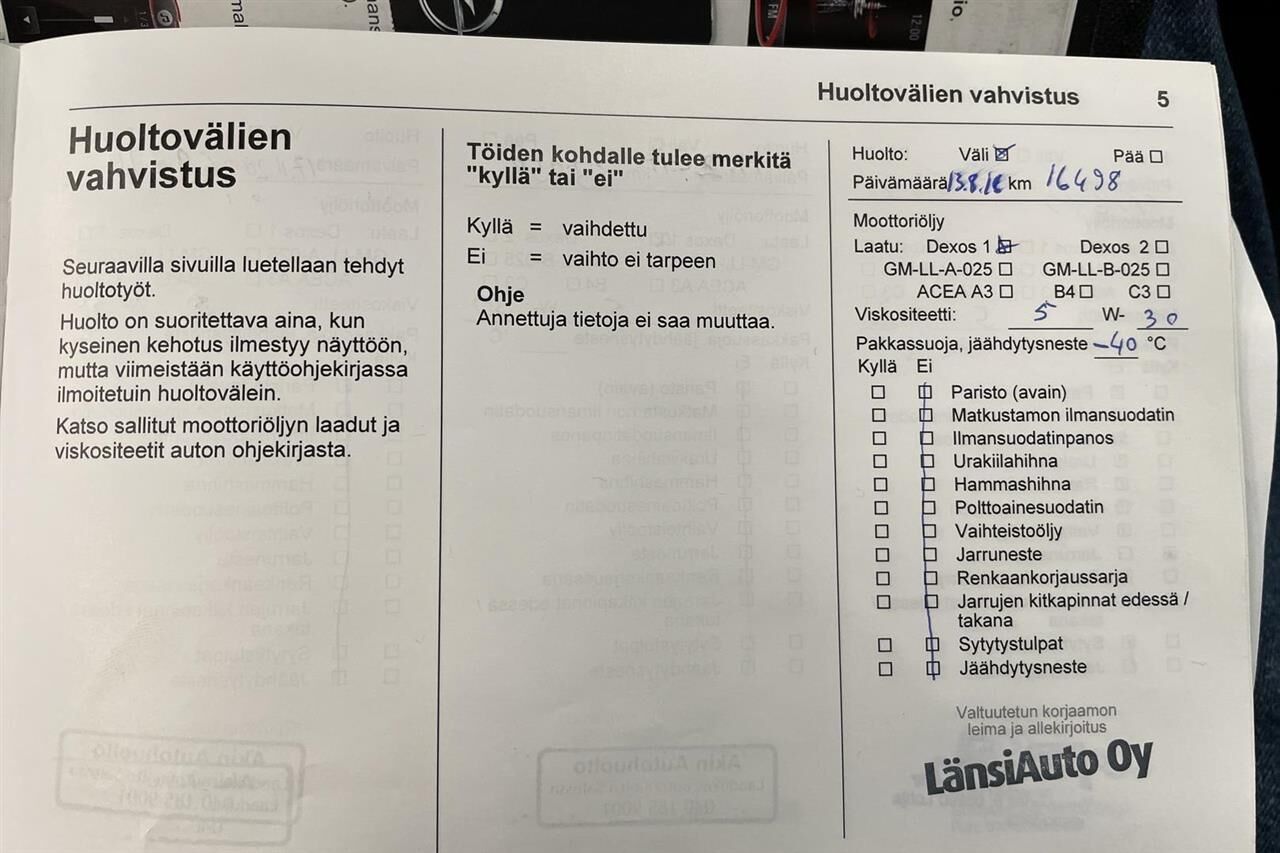 mal
io.
12:00
FM
Huoltovälien vahvistus 5
Huoltovälien
vahvistus
Seuraavilla sivuilla luetellaan tehdyt
huoltotyöt.
Huolto on suoritettava aina, kun
kyseinen kehotus ilmestyy näyttöön,
mutta viimeistään käyttöohjekirjassa
ilmoitetuin huoltovälein.
Katso sallitut moottoriöljyn laadut ja
viskositeetit auton ohjekirjasta.
Töiden kohdalle tulee merkitä
"kyllä" tai "ei"
Kyllä = vaihdettu
Ei = vaihto ei tarpeen
Ohje
Annettuja tietoja ei saa muuttaa.
Huolto: Väli ☒ Pää ☐
Päivämäärä 13.8.16 km 16498
Moottoriöljy
Laatu: Dexos 1 ☒ Dexos 2 ☐
GM-LL-A-025 ☐ GM-LL-B-025 ☐
ACEA A3 ☐ B4 ☐ C3 ☐
Viskositeetti: 5 W- 30
Pakkassuoja, jäähdytysneste -40 °C
Kyllä Ei
Paristo (avain)
Matkustamon ilmansuodatin
Ilmansuodatinpanos
Urakiilahihna
Hammashihna
Polttoainesuodatin
Vaihteistoöljy
Jarruneste
Renkaankorjaussarja
Jarrujen kitkapinnat edessä /
takana
Sytytystulpat
Jäähdytysneste
Valtuutetun korjaamon
leima ja allekirjoitus
LänsiAuto Oy